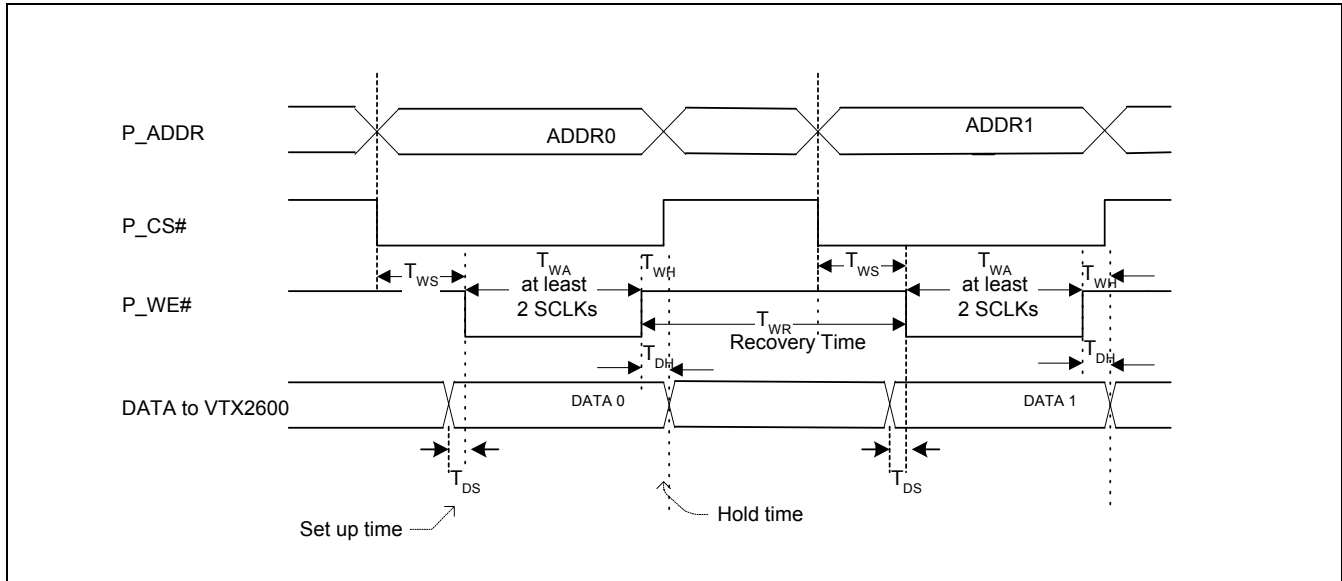 P_ADDR
ADDR0
ADDR1
P_CS#
TWS
TWA
at least
2 SCLKs
TWH
TWS
TWA
at least
2 SCLKs
TWH
P_WE#
TWR
Recovery Time
TDH
TDH
DATA to VTX2600
DATA 0
DATA 1
TDS
TDS
Set up time
Hold time